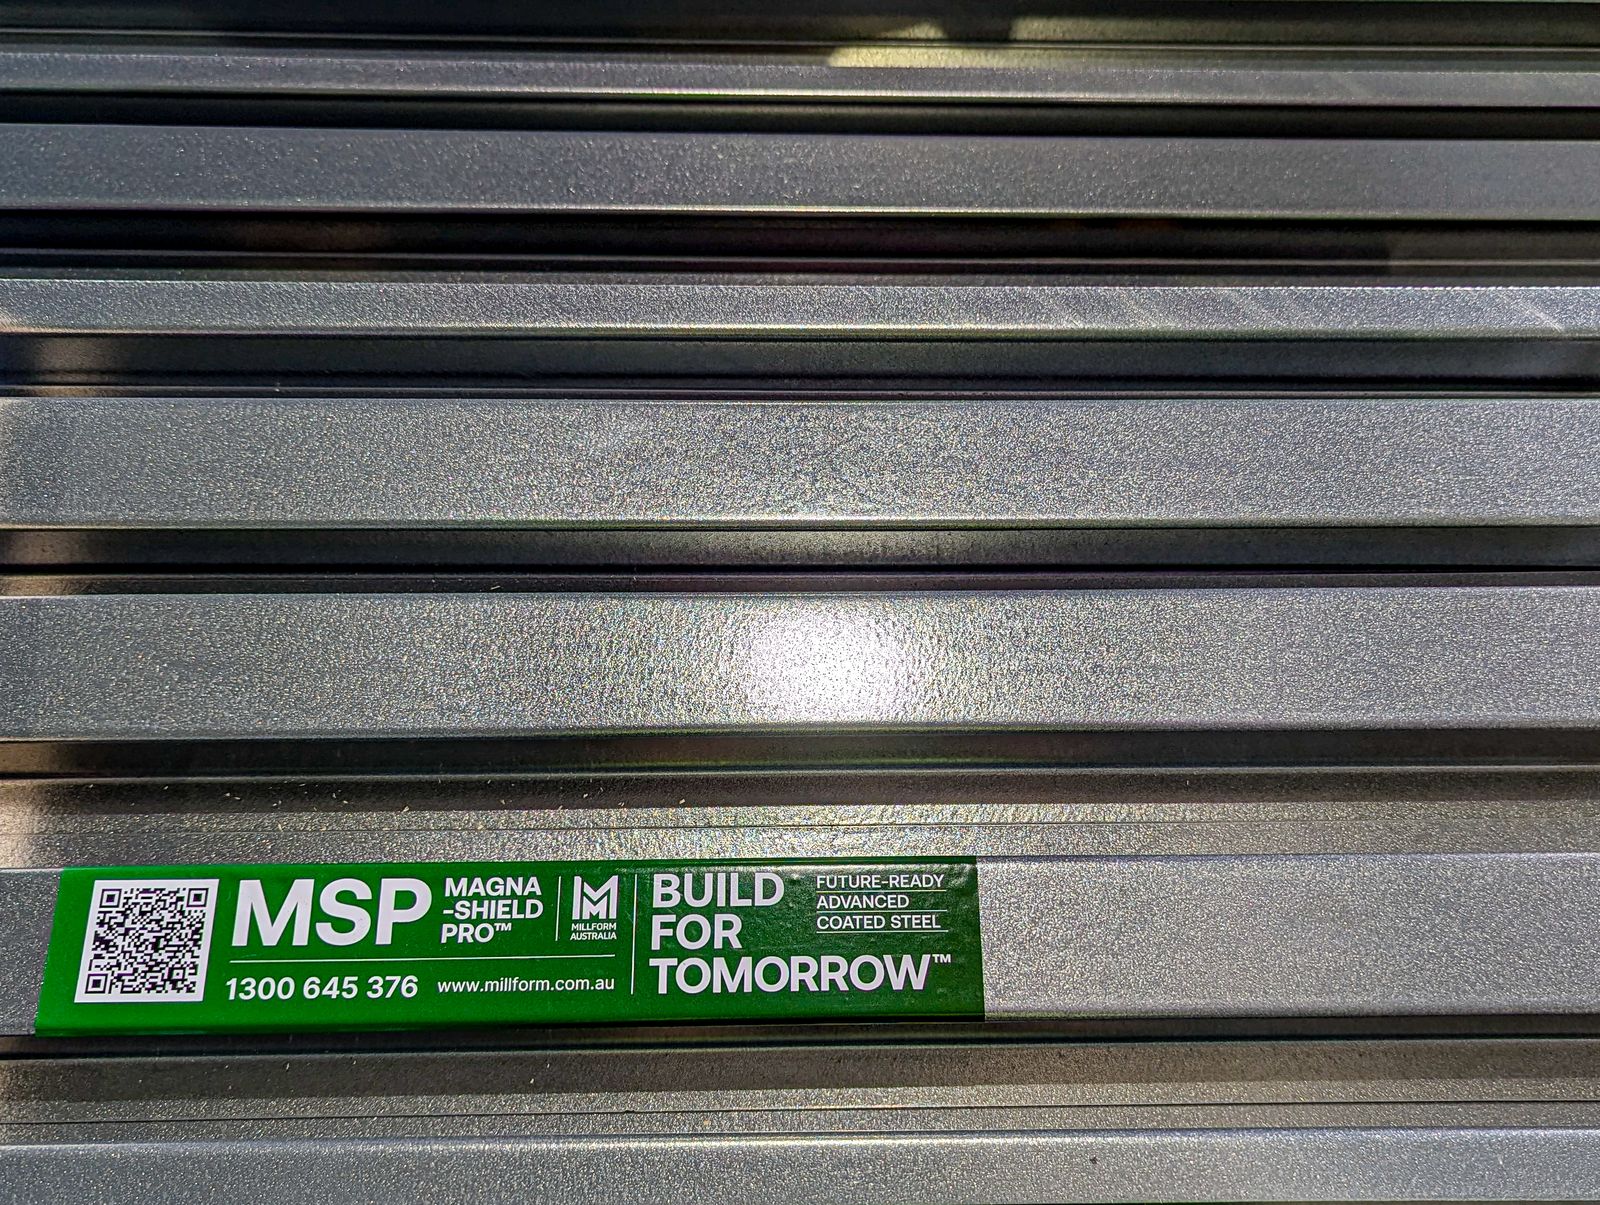 MSP
MAGNA
-SHIELD
PRO™
1300 645 376
www.millform.com.au
MILLFORM
AUSTRALIA
BUILD
FOR
TOMORROW™
FUTURE-READY
ADVANCED
COATED STEEL